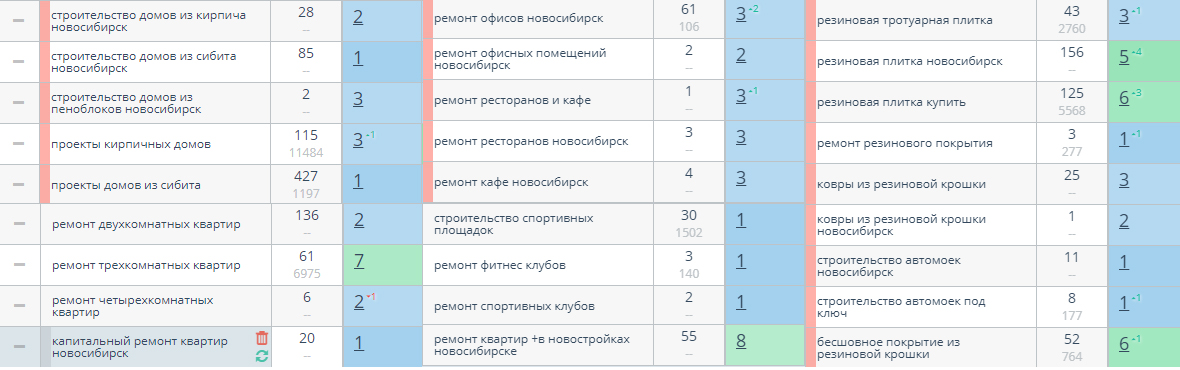 строительство домов из кирпича
новосибирск
28
--
2
строительство домов из сибита
новосибирск
85
--
1
строительство домов из
пеноблоков новосибирск
2
--
3
проекты кирпичных домов
115
11484
3 -1
проекты домов из сибита
427
1197
1
ремонт двухкомнатных квартир
136
--
2
ремонт трехкомнатных квартир
61
6975
7
ремонт четырехкомнатных
квартир
6
--
2 +1
капитальный ремонт квартир
новосибирск
20
--
1
ремонт офисов новосибирск
61
106
3 -2
ремонт офисных помещений
новосибирск
2
--
2
ремонт ресторанов и кафе
1
--
3 -1
ремонт ресторанов новосибирск
3
--
3
ремонт кафе новосибирск
4
--
3
строительство спортивных
площадок
30
1502
1
ремонт фитнес клубов
3
140
1
ремонт спортивных клубов
2
--
1
ремонт квартир +в новостройках
новосибирске
55
--
8
резиновая тротуарная плитка
43
2760
3 -1
резиновая плитка новосибирск
156
--
5 -4
резиновая плитка купить
125
5568
6 -3
ремонт резинового покрытия
3
277
1 -1
ковры из резиновой крошки
25
--
3
ковры из резиновой крошки
новосибирск
1
--
2
строительство автомоек
новосибирск
11
--
1
строительство автомоек под
ключ
8
177
1 -1
бесшовное покрытие из
резиновой крошки
52
764
6 -1